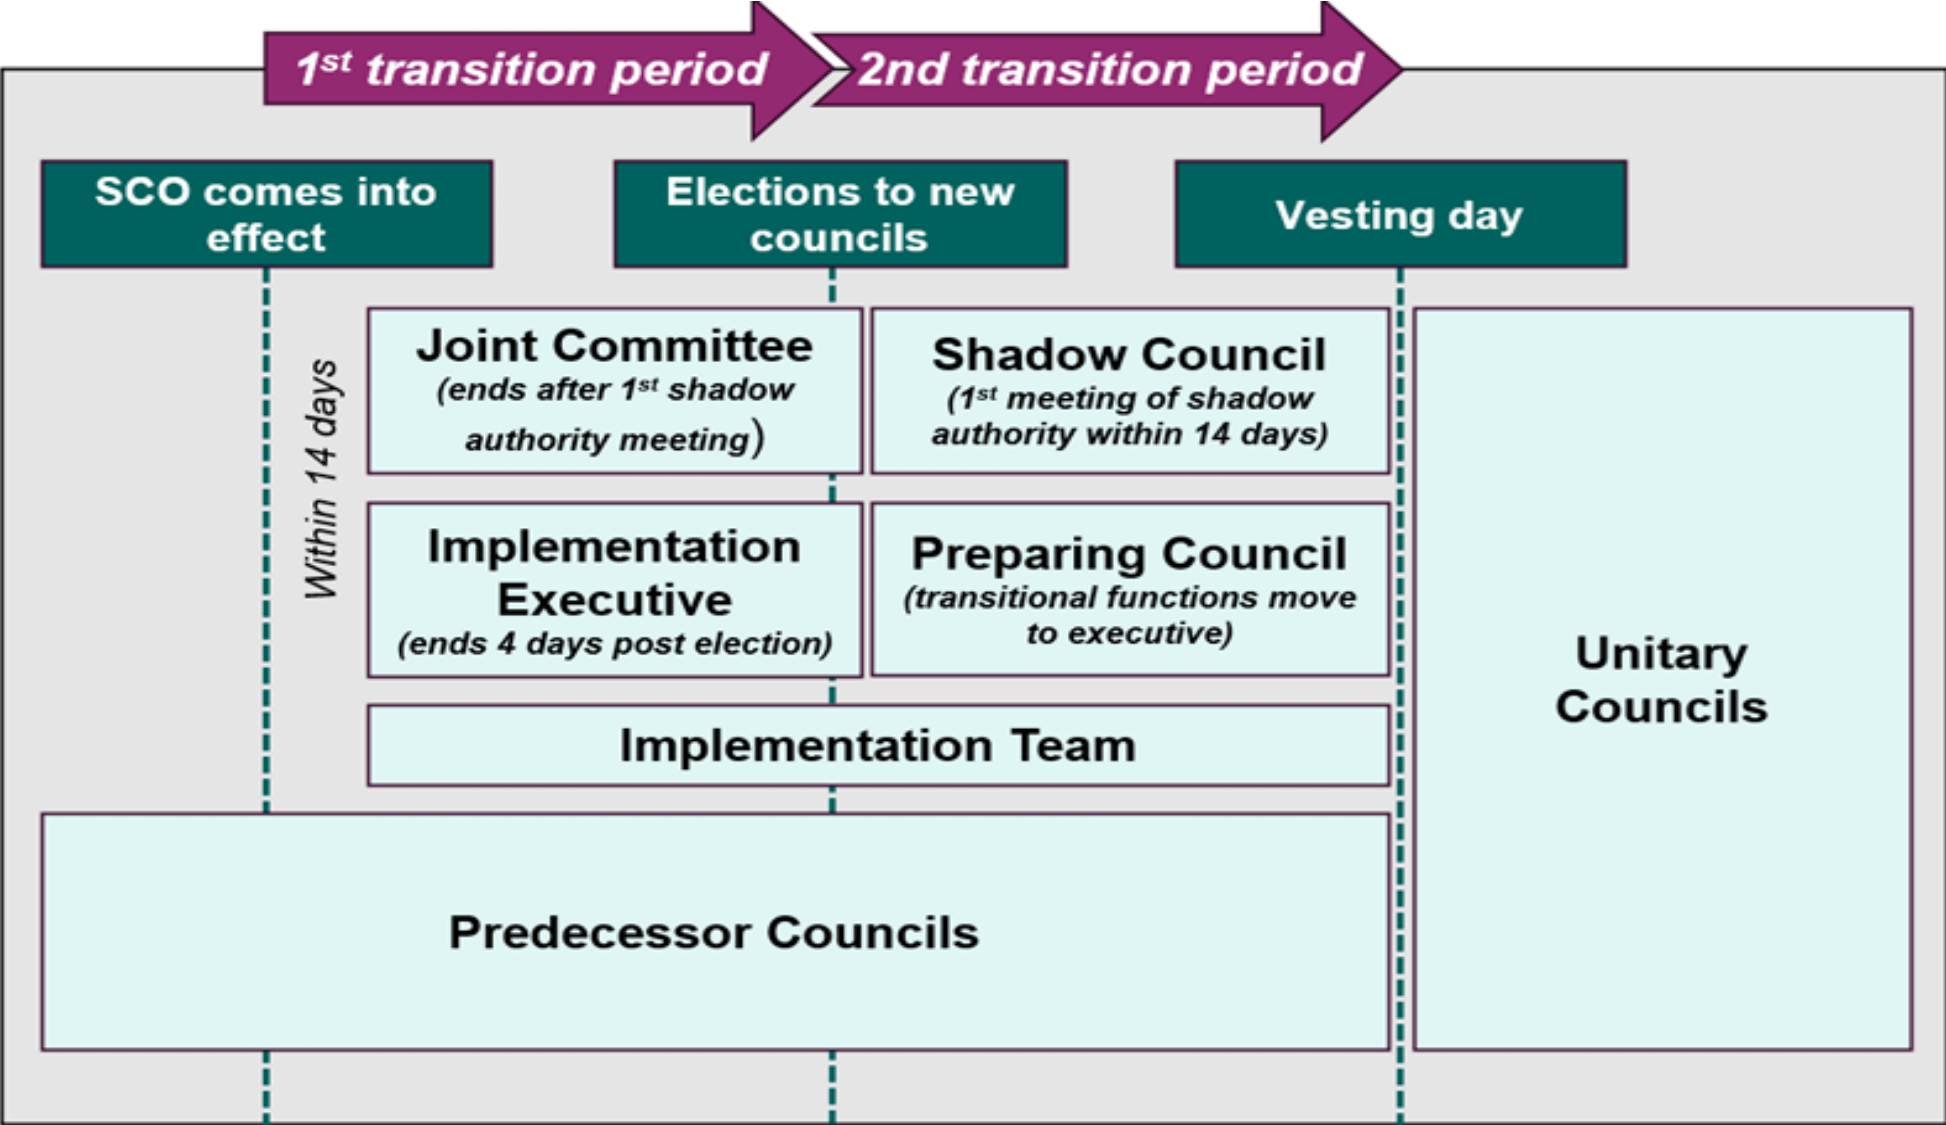 1st transition period
2nd transition period
SCO comes into
effect
Elections to new
councils
Vesting day
Within 14 days
Joint Committee
(ends after 1st shadow
authority meeting)
Shadow Council
(1st meeting of shadow
authority within 14 days)
Implementation
Executive
(ends 4 days post election)
Preparing Council
(transitional functions move
to executive)
Implementation Team
Unitary
Councils
Predecessor Councils